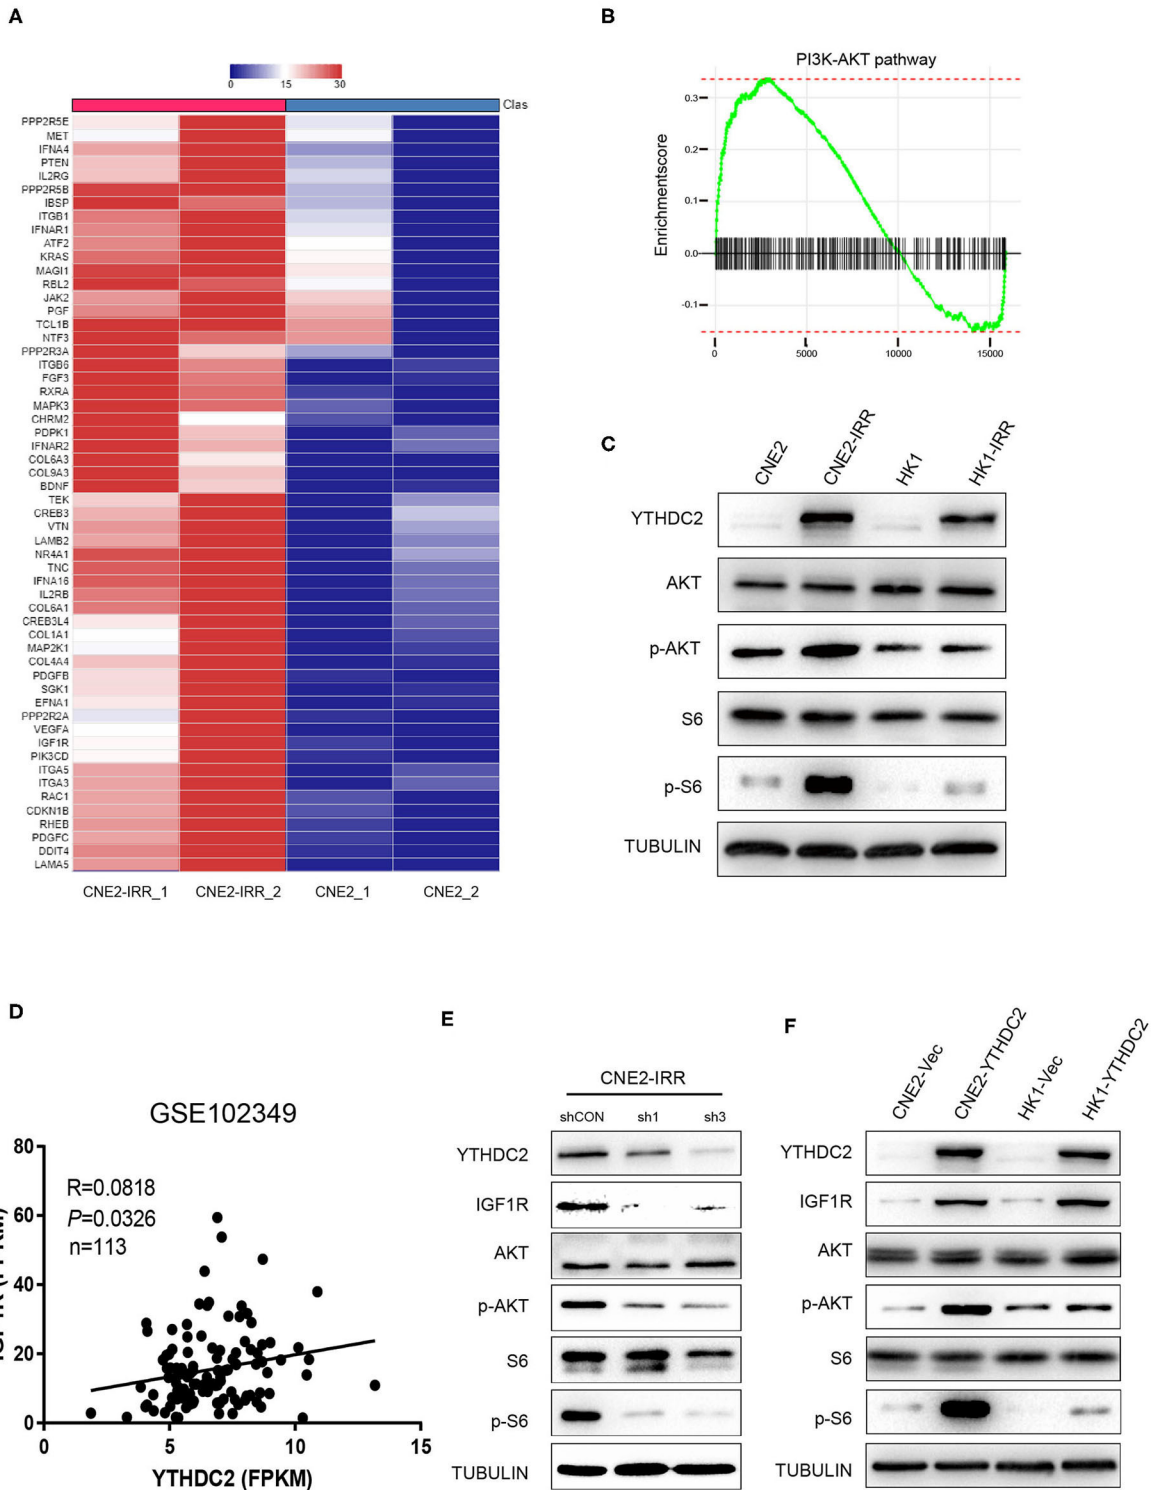 A
0 15 30
Clas
PPP2R5E
MET
IFNA4
PTEN
IL2RG
PPP2R5B
IBSP
ITGB1
IFNAR1
ATF2
KRAS
MAGI1
RBL2
JAK2
PGF
TCL1B
NTF3
PPP2R3A
ITGB6
FGF3
RXRA
MAPK3
CHRM2
PDPK1
IFNAR2
COL6A3
COL9A3
BDNF
TEK
CREB3
VTN
LAMB2
NR4A1
TNC
IFNA16
IL2RB
COL6A1
CREB3L4
COL1A1
MAP2K1
COL4A4
PDGFB
SGK1
EFNA1
PPP2R2A
VEGFA
IGF1R
PIK3CD
ITGA5
ITGA3
RAC1
CDKN1B
RHEB
PDGFC
DDIT4
LAMA5
CNE2-IRR_1 CNE2-IRR_2 CNE2_1 CNE2_2
B
PI3K-AKT pathway
Enrichmentscore
0.3
0.2
0.1
0.0
-0.1
0 5000 10000 15000
C
CNE2 CNE2-IRR HK1 HK1-IRR
YTHDC2
AKT
p-AKT
S6
p-S6
TUBULIN
D
GSE102349
80
60
40
20
0
R=0.0818
P=0.0326
n=113
0 5 10 15
YTHDC2 (FPKM)
E
CNE2-IRR
shCON sh1 sh3
YTHDC2
IGF1R
AKT
p-AKT
S6
p-S6
TUBULIN
F
CNE2-Vec CNE2-YTHDC2 HK1-Vec HK1-YTHDC2
YTHDC2
IGF1R
AKT
p-AKT
S6
p-S6
TUBULIN